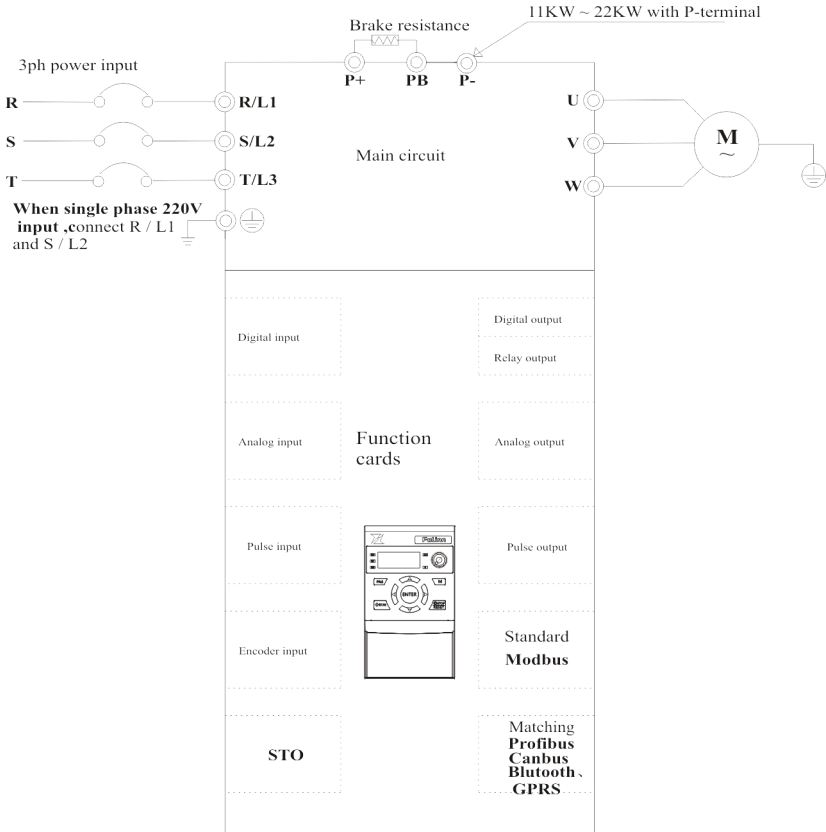 11KW ~ 22KW with P-terminal
Brake resistance
3ph power input
P+ PB P-
R R/L1 U
S S/L2 V
T T/L3 W
M
~
Main circuit
When single phase 220V
input ,connect R / L1
and S / L2
Digital input
Digital output
Relay output
Analog input
Function
cards
Analog output
Pulse input
Pulse output
ENTER
Encoder input
Standard
Modbus
STO
Matching
Profibus
Canbus
Blutooth、
GPRS